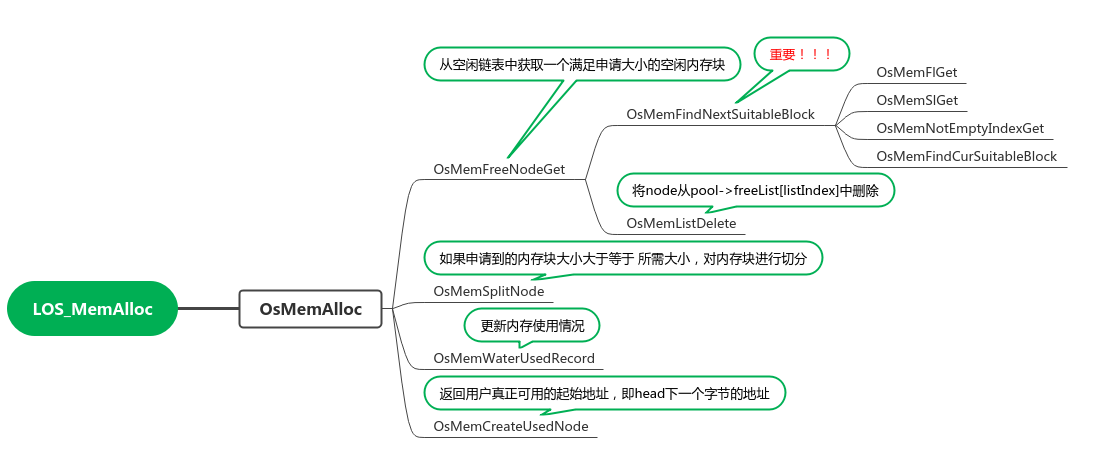 从空闲链表中获取一个满足申请大小的空闲内存块
重要！！！
OsMemFlGet
OsMemSlGet
OsMemFindNextSuitableBlock
OsMemNotEmptyIndexGet
OsMemFindCurSuitableBlock
OsMemFreeNodeGet
将node从pool->freeList[listIndex]中删除
OsMemListDelete
如果申请到的内存块大小大于等于 所需大小，对内存块进行切分
OsMemSplitNode
LOS_MemAlloc
OsMemAlloc
更新内存使用情况
OsMemWaterUsedRecord
返回用户真正可用的起始地址，即head下一个字节的地址
OsMemCreateUsedNode